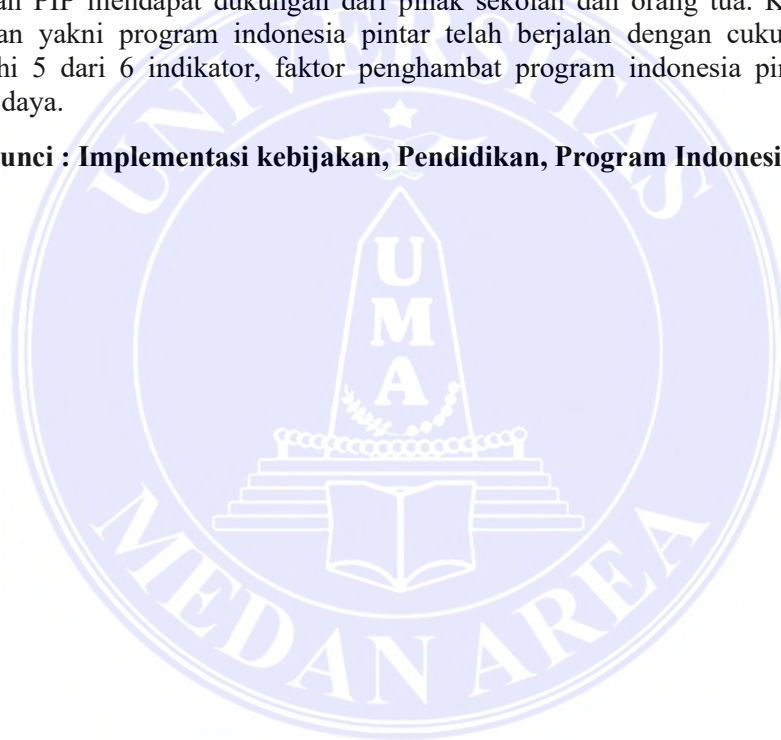 an PIP mendapat dukungan dari pihak sekolah dan orang tua. K
an yakni program indonesia pintar telah berjalan dengan cuku
hi 5 dari 6 indikator, faktor penghambat program indonesia pin
daya.
unci : Implementasi kebijakan, Pendidikan, Program Indonesi
UNIVERSITAS
U
M
A
MEDAN AREA